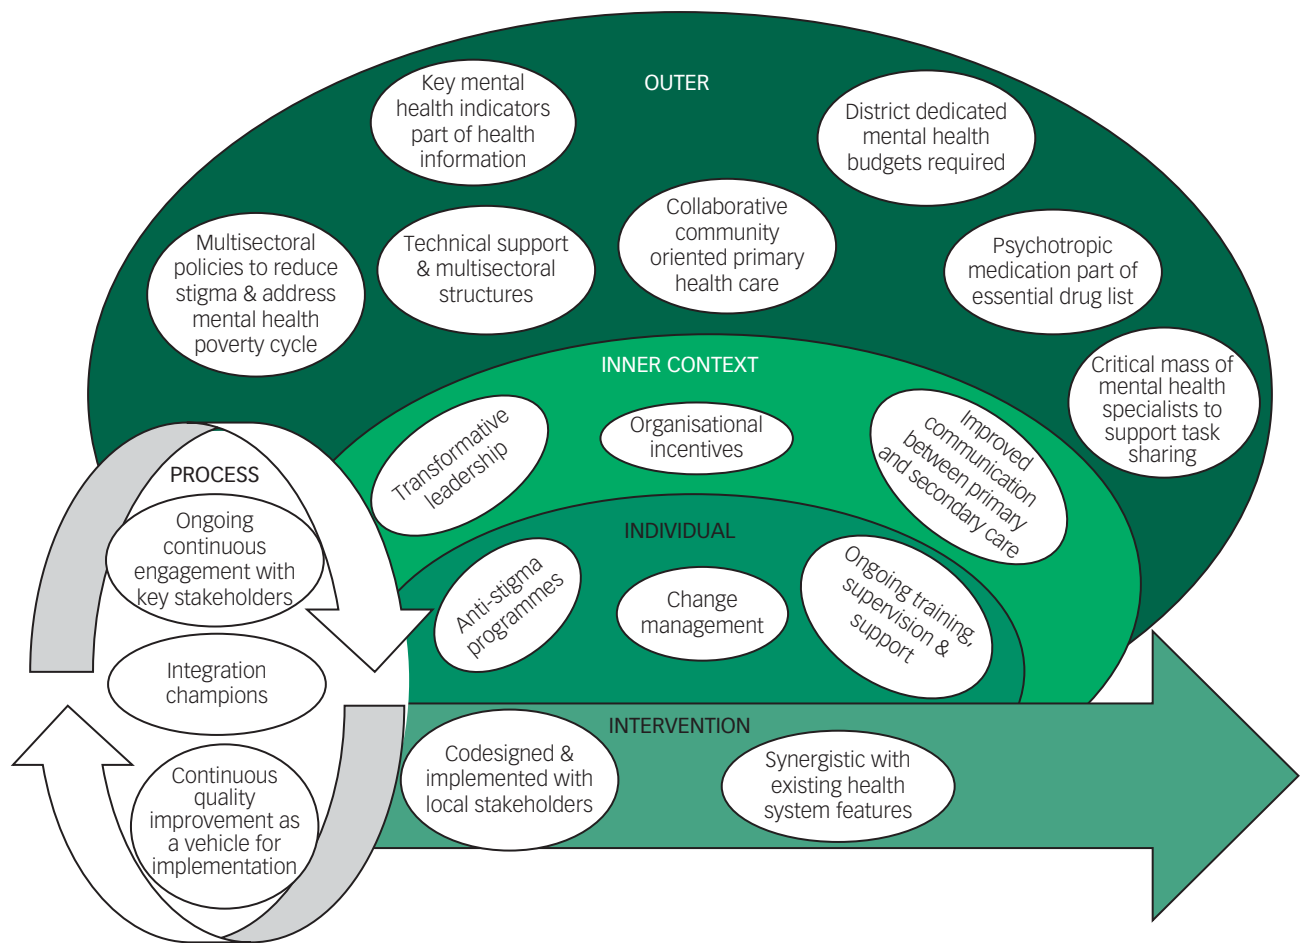 OUTER
Key mental
health indicators
part of health
information
District dedicated
mental health
budgets required
Multisectoral
policies to reduce
stigma & address
mental health
poverty cycle
Technical support
& multisectoral
structures
Collaborative
community
oriented primary
health care
Psychotropic
medication part of
essential drug list
Critical mass of
mental health
specialists to
support task
sharing
INNER CONTEXT
Transformative
leadership
Organisational
incentives
Improved
communication
between primary
and secondary care
INDIVIDUAL
Anti-stigma
programmes
Change
management
Ongoing training,
supervision &
support
PROCESS
Ongoing
continuous
engagement with
key stakeholders
Integration
champions
Continuous
quality
improvement as
a vehicle for
implementation
INTERVENTION
Codesigned &
implemented with
local stakeholders
Synergistic with
existing health
system features